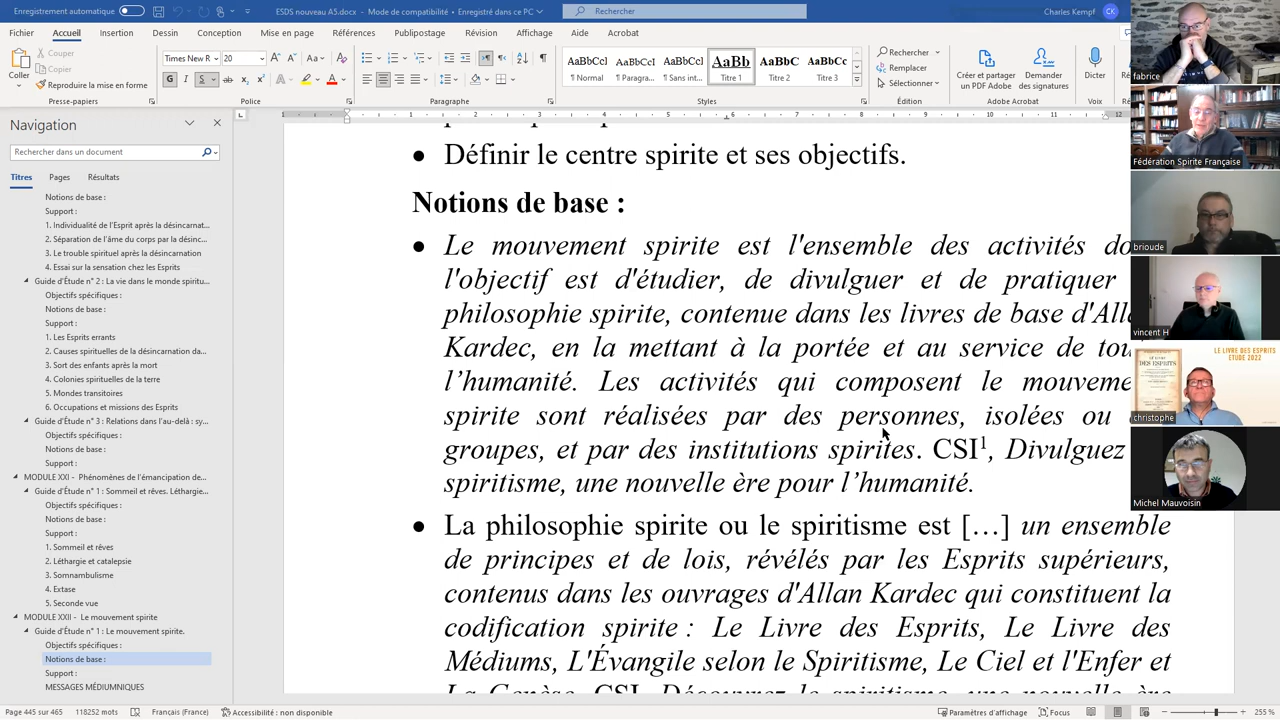 Enregistrement automatique
ESDS nouveau A5.docx - Mode de compatibilité • Enregistré dans ce PC
Rechercher
Charles Kempf
CK
Fichier
Accueil
Insertion
Dessin
Conception
Mise en page
Références
Publipostage
Révision
Affichage
Aide
Acrobat
Coller
Couper
Copier
Reproduire la mise en forme
Presse-papiers
Times New R
20
Police
Paragraphe
AaBbCcI
¶ Normal
AaBbCcI
¶ Paragra...
AaBbCcI
¶ Sans int...
AaBb
Titre 1
AaBbC
Titre 2
AaBbCc
Titre 3
Styles
Rechercher
Remplacer
Sélectionner
Édition
Créer et partager
un PDF Adobe
Demander
des signatures
Adobe Acrobat
Dicter
Voix
Navigation
Rechercher dans un document
Titres
Pages
Résultats
Notions de base :
Support :
1. Individualité de l'Esprit après la désincarnat...
2. Séparation de l'âme du corps par la désinc...
3. Le trouble spirituel après la désincarnation
4. Essai sur la sensation chez les Esprits
Guide d'Étude n° 2 : La vie dans le monde spiritu...
Objectifs spécifiques :
Notions de base :
Support :
1. Les Esprits errants
2. Causes spirituelles de la désincarnation da...
3. Sort des enfants après la mort
4. Colonies spirituelles de la terre
5. Mondes transitoires
6. Occupations et missions des Esprits
Guide d'Étude n° 3 : Relations dans l'au-delà : sy...
Objectifs spécifiques :
Notions de base :
Support :
MODULE XXI - Phénomènes de l'émancipation de...
Guide d'Étude n° 1 : Sommeil et rêves. Léthargie...
Objectifs spécifiques :
Notions de base :
Support :
1. Sommeil et rêves
2. Léthargie et catalepsie
3. Somnambulisme
4. Extase
5. Seconde vue
MODULE XXII - Le mouvement spirite
Guide d'Étude n° 1 : Le mouvement spirite.
Objectifs spécifiques :
Notions de base :
Support :
MESSAGES MÉDIUMNIQUES
• Définir le centre spirite et ses objectifs.
Notions de base :
• Le mouvement spirite est l'ensemble des activités do
l'objectif est d'étudier, de divulguer et de pratiquer
philosophie spirite, contenue dans les livres de base d'All
Kardec, en la mettant à la portée et au service de tou
l'humanité. Les activités qui composent le mouveme
spirite sont réalisées par des personnes, isolées ou
groupes, et par des institutions spirites. CSI¹, Divulguez
spiritisme, une nouvelle ère pour l’humanité.
• La philosophie spirite ou le spiritisme est […] un ensemble
de principes et de lois, révélés par les Esprits supérieurs,
contenus dans les ouvrages d'Allan Kardec qui constituent la
codification spirite : Le Livre des Esprits, Le Livre des
Médiums, L'Évangile selon le Spiritisme, Le Ciel et l'Enfer et
La Genèse. CSI, Découvrez le spiritisme, une nouvelle ère
fabrice
Fédération Spirite Française
brioude
vincent H
LE LIVRE DES ESPRITS
ETUDE 2022
christophe
Michel Mauvoisin
Page 445 sur 465
118252 mots
Français (France)
Accessibilité : non disponible
Paramètres d'affichage
Focus
255 %